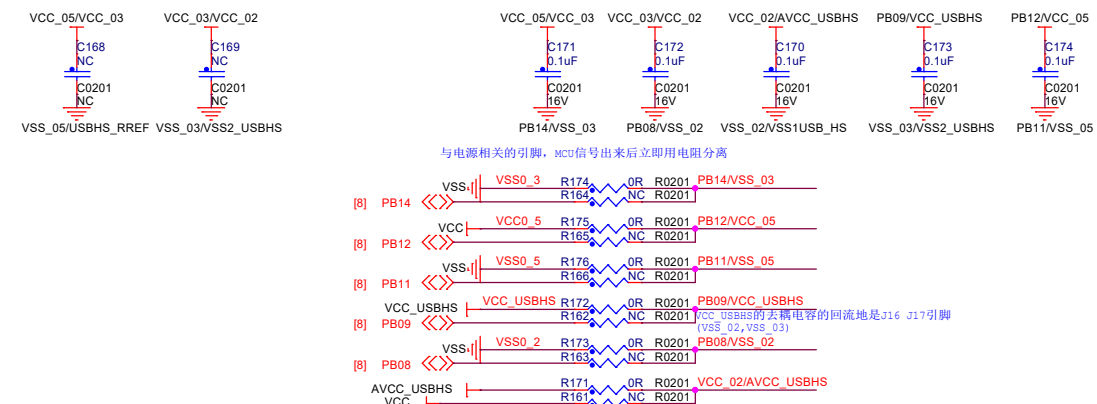 VCC_05/VCC_03 VCC_03/VCC_02 VCC_05/VCC_03 VCC_03/VCC_02 VCC_02/AVCC_USBHS PB09/VCC_USBHS PB12/VCC_05
C168 C169 C171 C172 C170 C173 C174
NC NC 0.1uF 0.1uF 0.1uF 0.1uF 0.1uF
C0201 C0201 C0201 C0201 C0201 C0201 C0201
NC NC 16V 16V 16V 16V 16V
VSS_05/USBHS_RREF VSS_03/VSS2_USBHS PB14/VSS_03 PB08/VSS_02 VSS_02/VSS1USB_HS VSS_03/VSS2_USBHS PB11/VSS_05
与电源相关的引脚，MCU信号出来后立即用电阻分离
VSS VSS0_3 R174 0R R0201 PB14/VSS_03
[8] PB14 R164 NC R0201
VCC VCC0_5 R175 0R R0201 PB12/VCC_05
[8] PB12 R165 NC R0201
VSS VSS0_5 R176 0R R0201 PB11/VSS_05
[8] PB11 R166 NC R0201
VCC_USBHS VCC_USBHS R172 0R R0201 PB09/VCC_USBHS
[8] PB09 R162 NC R0201 VCC_USBHS的去耦电容的回流地是J16 J17引脚
(VSS_02,VSS_03)
VSS VSS0_2 R173 0R R0201 PB08/VSS_02
[8] PB08 R163 NC R0201
AVCC_USBHS R171 0R R0201 VCC_02/AVCC_USBHS
VCC R161 NC R0201